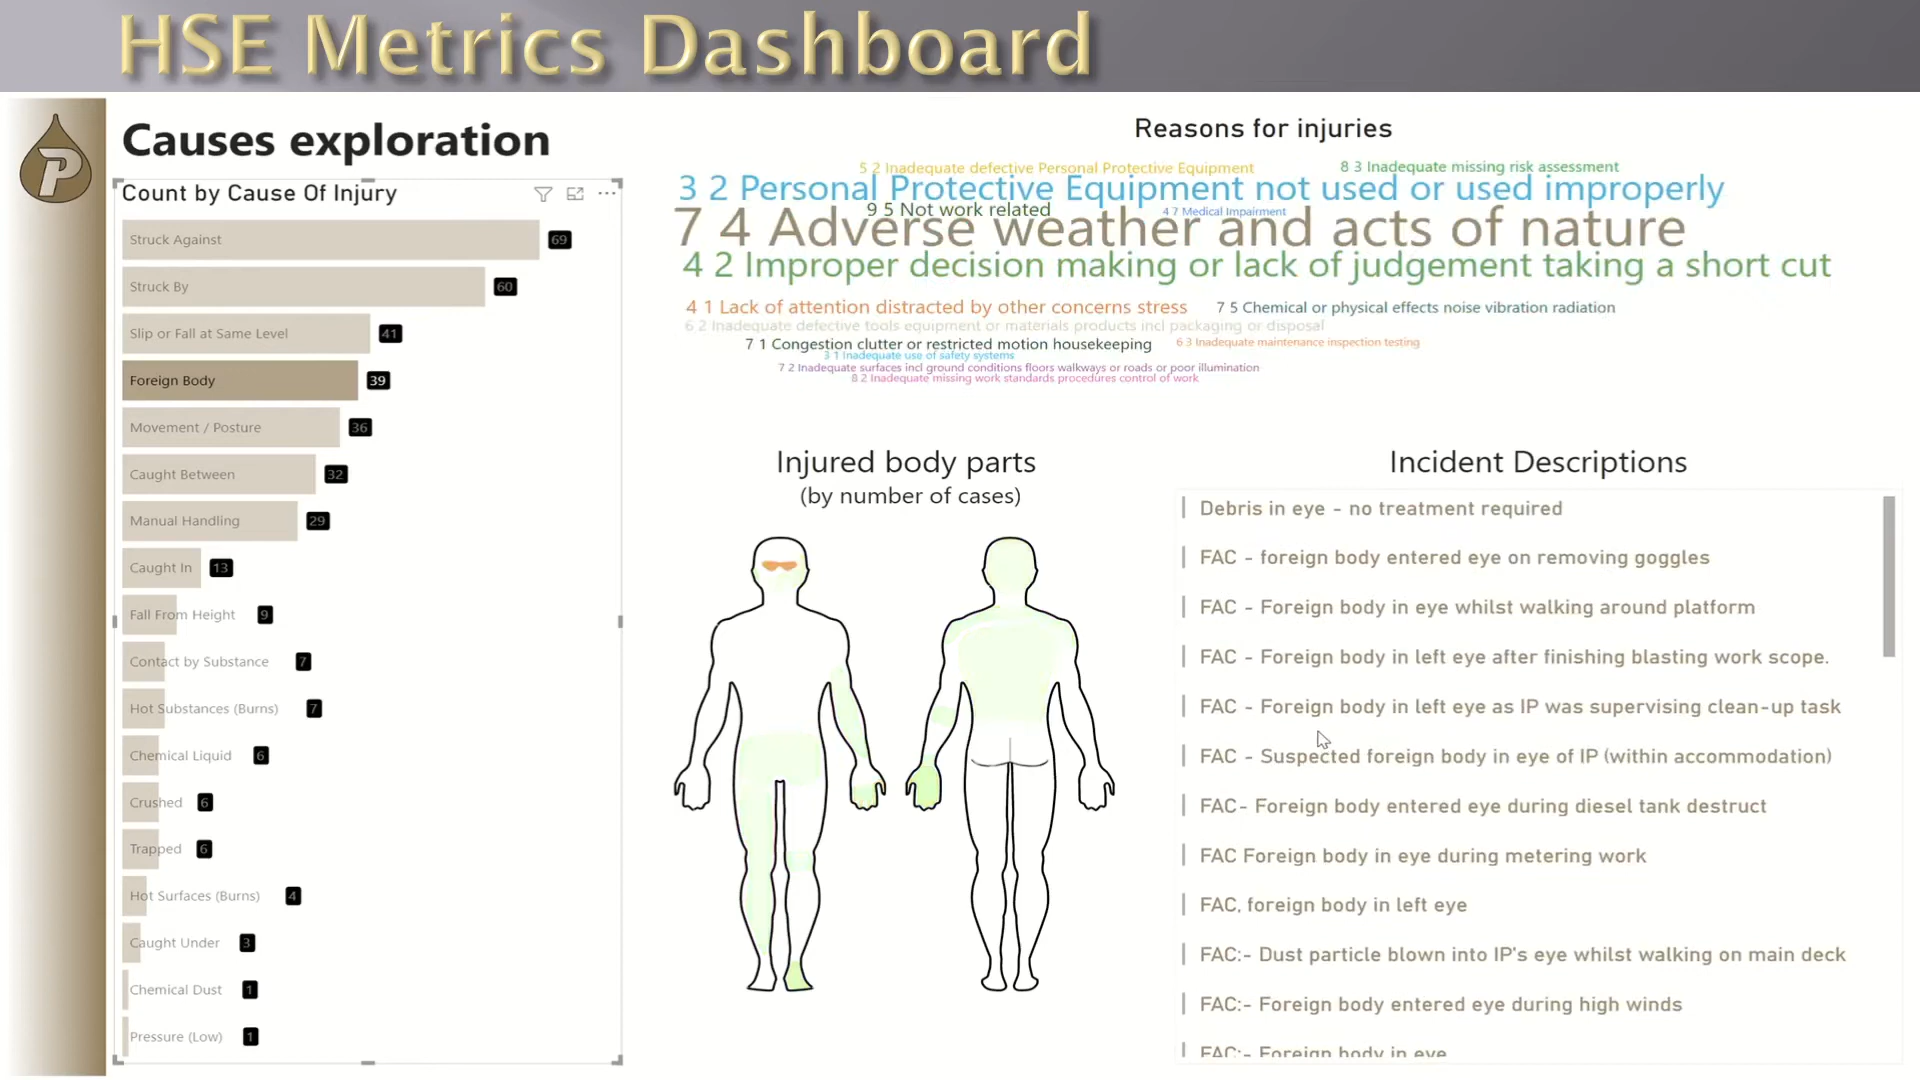 HSE Metrics Dashboard
P
Causes exploration
Count by Cause Of Injury
Struck Against 69
Struck By 60
Slip or Fall at Same Level 41
Foreign Body 39
Movement / Posture 36
Caught Between 32
Manual Handling 29
Caught In 13
Fall From Height 9
Contact by Substance 7
Hot Substances (Burns) 7
Chemical Liquid 6
Crushed 6
Trapped 6
Hot Surfaces (Burns) 4
Caught Under 3
Chemical Dust 1
Pressure (Low) 1
Reasons for injuries
5 2 Inadequate defective Personal Protective Equipment
8 3 Inadequate missing risk assessment
3 2 Personal Protective Equipment not used or used improperly
9 5 Not work related
4 7 Medical Impairment
7 4 Adverse weather and acts of nature
4 2 Improper decision making or lack of judgement taking a short cut
4 1 Lack of attention distracted by other concerns stress
7 5 Chemical or physical effects noise vibration radiation
6 2 Inadequate defective tools equipment or materials products incl packaging or disposal
7 1 Congestion clutter or restricted motion housekeeping
6 3 Inadequate maintenance inspection testing
3 1 Inadequate use of safety systems
7 2 Inadequate surfaces incl ground conditions floors walkways or roads or poor illumination
8 2 Inadequate missing work standards procedures control of work
Injured body parts
(by number of cases)
Incident Descriptions
Debris in eye - no treatment required
FAC - foreign body entered eye on removing goggles
FAC - Foreign body in eye whilst walking around platform
FAC - Foreign body in left eye after finishing blasting work scope.
FAC - Foreign body in left eye as IP was supervising clean-up task
FAC - Suspected foreign body in eye of IP (within accommodation)
FAC- Foreign body entered eye during diesel tank destruct
FAC Foreign body in eye during metering work
FAC, foreign body in left eye
FAC:- Dust particle blown into IP's eye whilst walking on main deck
FAC:- Foreign body entered eye during high winds
FAC:- Foreign body in eye